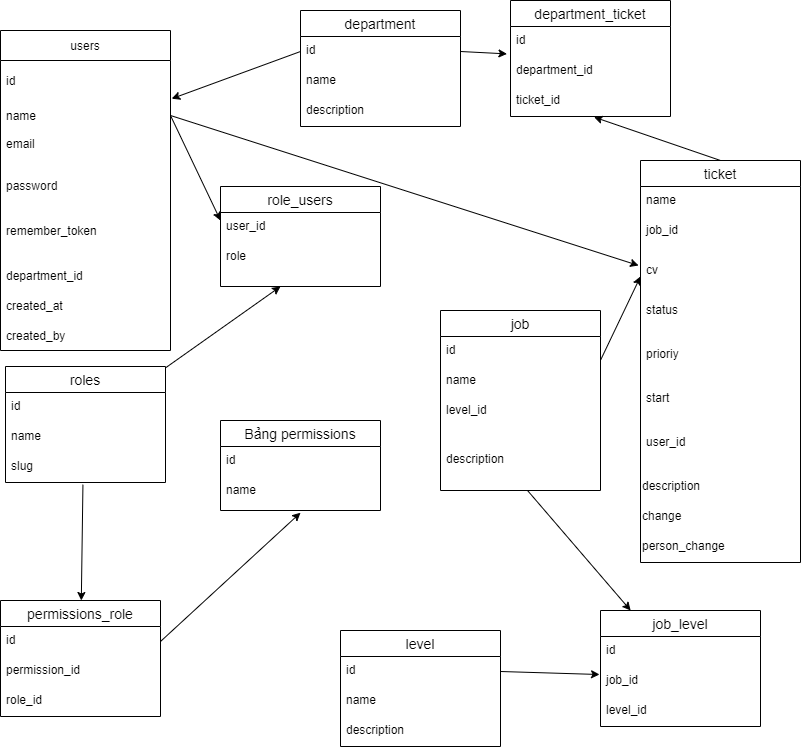 users
id
name
email
password
remember_token
department_id
created_at
created_by
department
id
name
description
department_ticket
id
department_id
ticket_id
role_users
user_id
role
ticket
name
job_id
cv
status
prioriy
start
user_id
description
change
person_change
job
id
name
level_id
description
roles
id
name
slug
Bảng permissions
id
name
permissions_role
id
permission_id
role_id
level
id
name
description
job_level
id
job_id
level_id